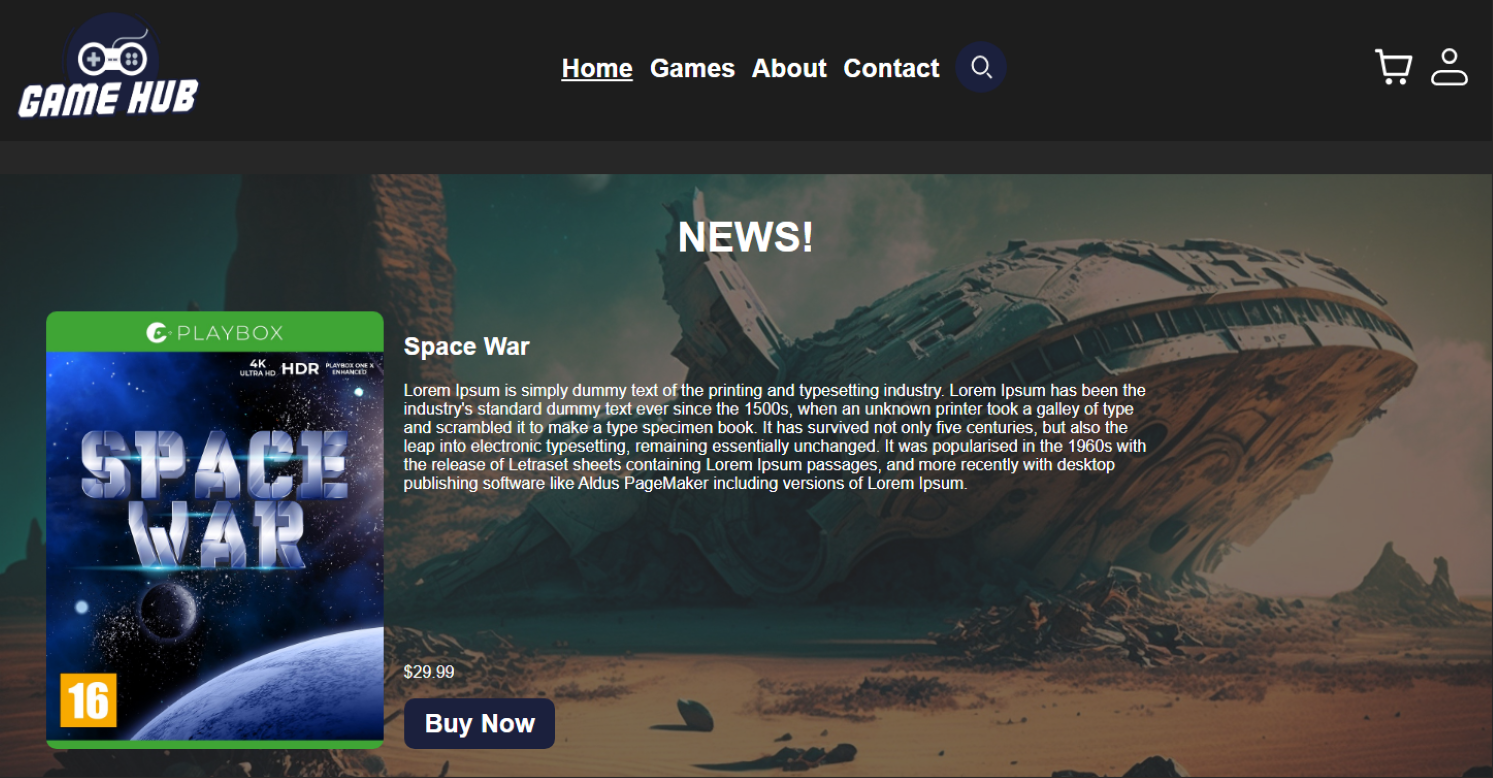 GAME HUB
Home Games About Contact
NEWS!
PLAYBOX
4K
ULTRA HD
HDR
PLAYBOX ONE X
ENHANCED
SPACE
WAR
16
Space War
Lorem Ipsum is simply dummy text of the printing and typesetting industry. Lorem Ipsum has been the
industry's standard dummy text ever since the 1500s, when an unknown printer took a galley of type
and scrambled it to make a type specimen book. It has survived not only five centuries, but also the
leap into electronic typesetting, remaining essentially unchanged. It was popularised in the 1960s with
the release of Letraset sheets containing Lorem Ipsum passages, and more recently with desktop
publishing software like Aldus PageMaker including versions of Lorem Ipsum.
$29.99
Buy Now